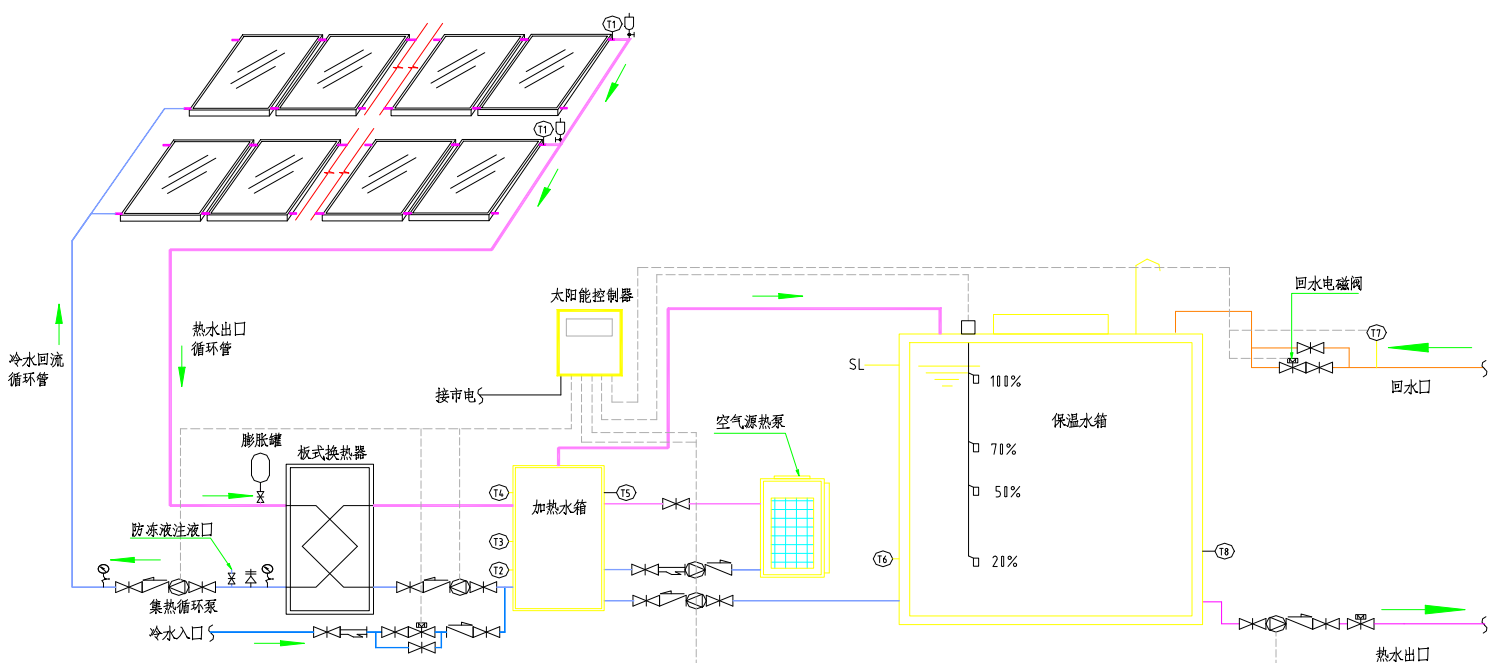 T1
T1
太阳能控制器
回水电磁阀
热水出口
循环管
T7
冷水回流
循环管
SL
100%
回水口
接市电
空气源热泵
保温水箱
膨胀罐
板式换热器
70%
T4
T5
50%
加热水箱
防冻液注液口
T3
T6
T8
20%
T2
集热循环泵
冷水入口
热水出口